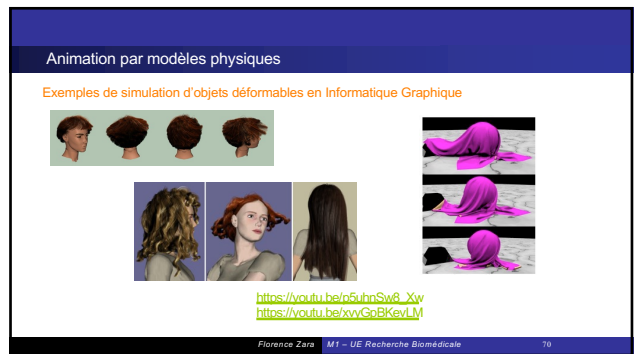 Animation par modèles physiques
Exemples de simulation d'objets déformables en Informatique Graphique
https://youtu.be/p5uhnSw8_Xw
https://youtu.be/xvyGpBKevLM
Florence Zara M1 – UE Recherche Biomédicale 70